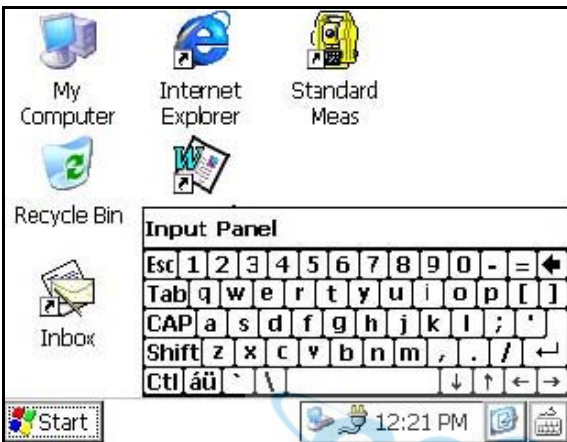 My
Computer
Internet
Explorer
Standard
Meas
Recycle Bin
Inbox
Input Panel
Esc 1 2 3 4 5 6 7 8 9 0 - =
Tab q w e r t y u i o p [ ]
CAP a s d f g h j k l ; '
Shift z x c v b n m , . /
Ctl áü ` \ ↓ ↑ ← →
Start
12:21 PM